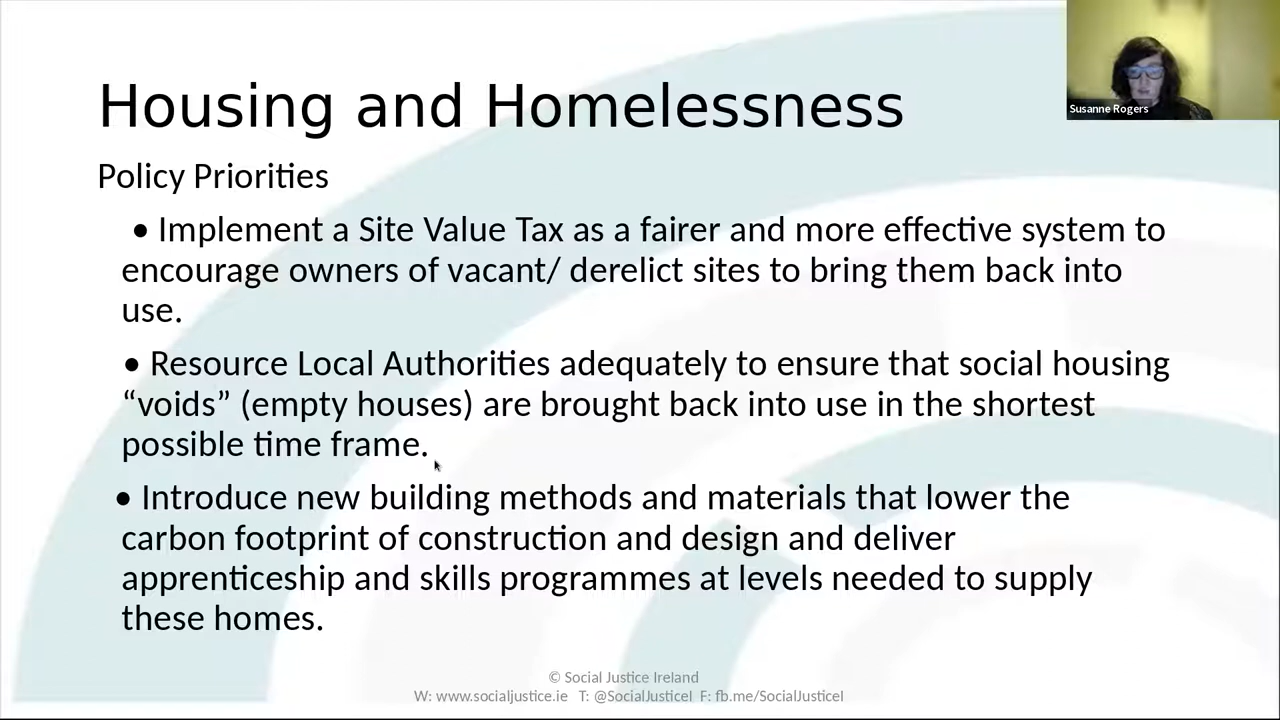 Housing and Homelessness
Susanne Rogers
Policy Priorities
• Implement a Site Value Tax as a fairer and more effective system to
encourage owners of vacant/ derelict sites to bring them back into
use.
• Resource Local Authorities adequately to ensure that social housing
“voids” (empty houses) are brought back into use in the shortest
possible time frame.
• Introduce new building methods and materials that lower the
carbon footprint of construction and design and deliver
apprenticeship and skills programmes at levels needed to supply
these homes.
© Social Justice Ireland
W: www.socialjustice.ie T: @SocialJusticeI F: fb.me/SocialJusticeI